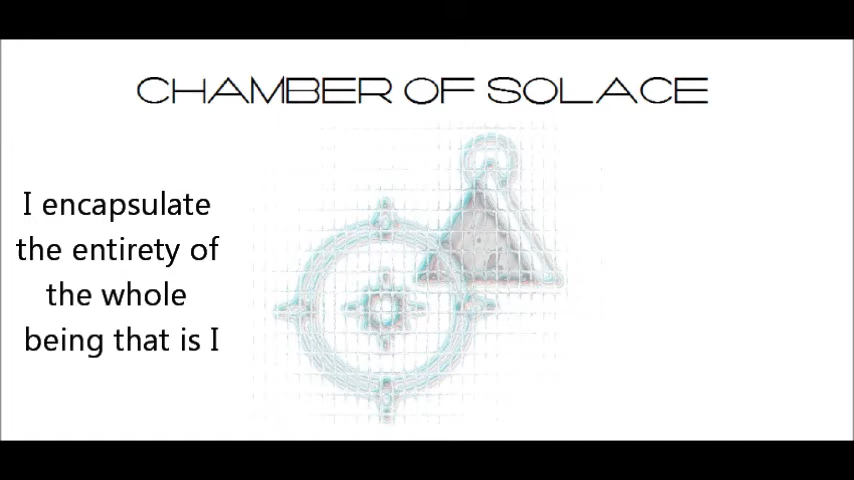 CHAMBER OF SOLACE
I encapsulate
the entirety of
the whole
being that is I